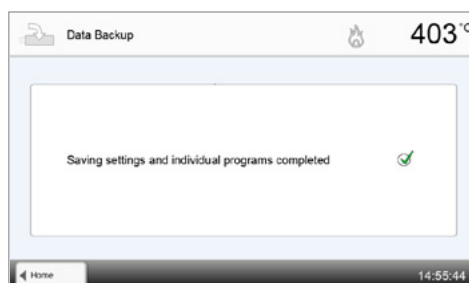 Data Backup
403 °C
Saving settings and individual programs completed
Home
14:55:44